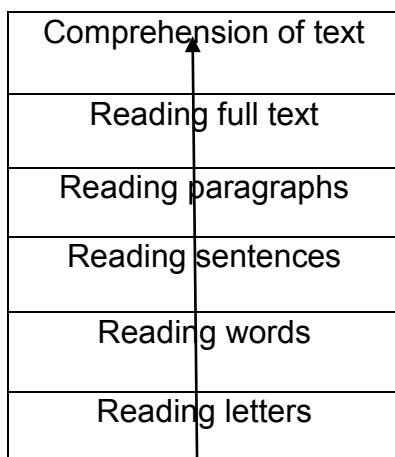 Comprehension of text
Reading full text
Reading paragraphs
Reading sentences
Reading words
Reading letters